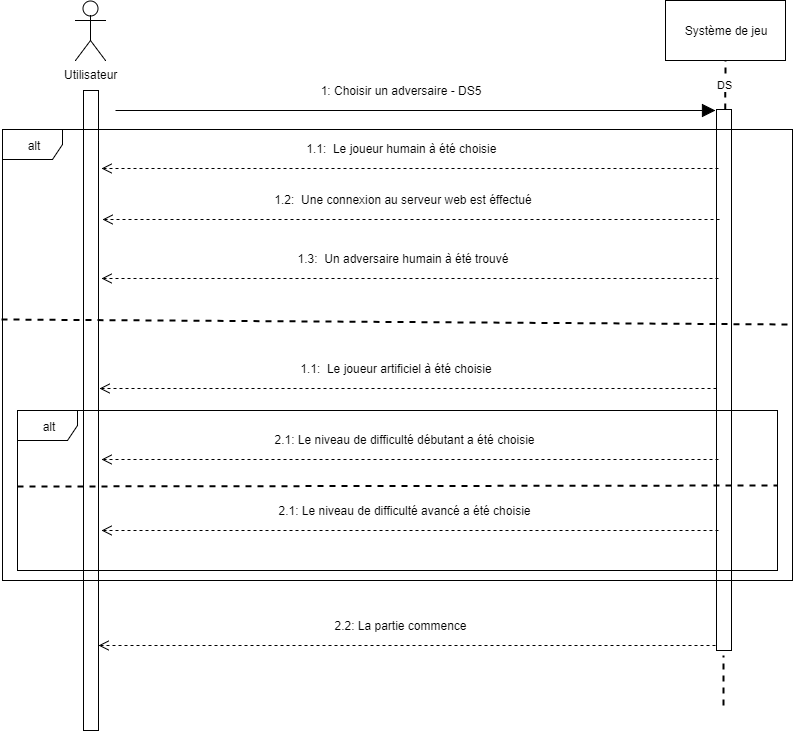 Système de jeu
Utilisateur
DS
1: Choisir un adversaire - DS5
alt
1.1: Le joueur humain à été choisie
1.2: Une connexion au serveur web est éffectué
1.3: Un adversaire humain à été trouvé
1.1: Le joueur artificiel à été choisie
alt
2.1: Le niveau de difficulté débutant a été choisie
2.1: Le niveau de difficulté avancé a été choisie
2.2: La partie commence